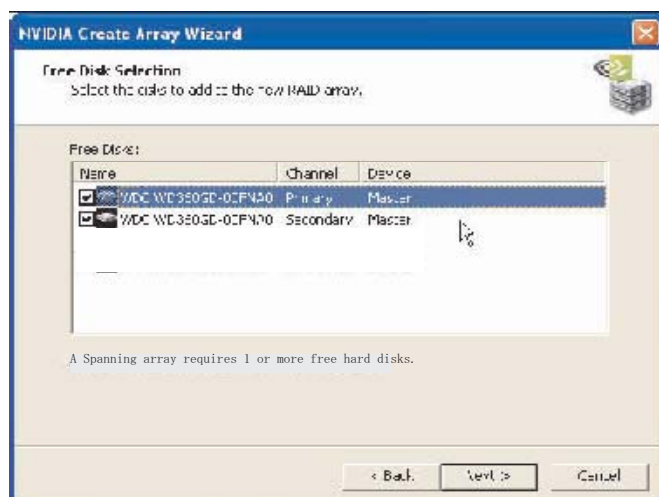 NVIDIA Create Array Wizard
Free Disk Selection
Select the disks to add to the new RAID array.
Free Disks:
Name Channel Device
Primary Master
Secondary Master
A Spanning array requires 1 or more free hard disks.
< Back Next > Cancel